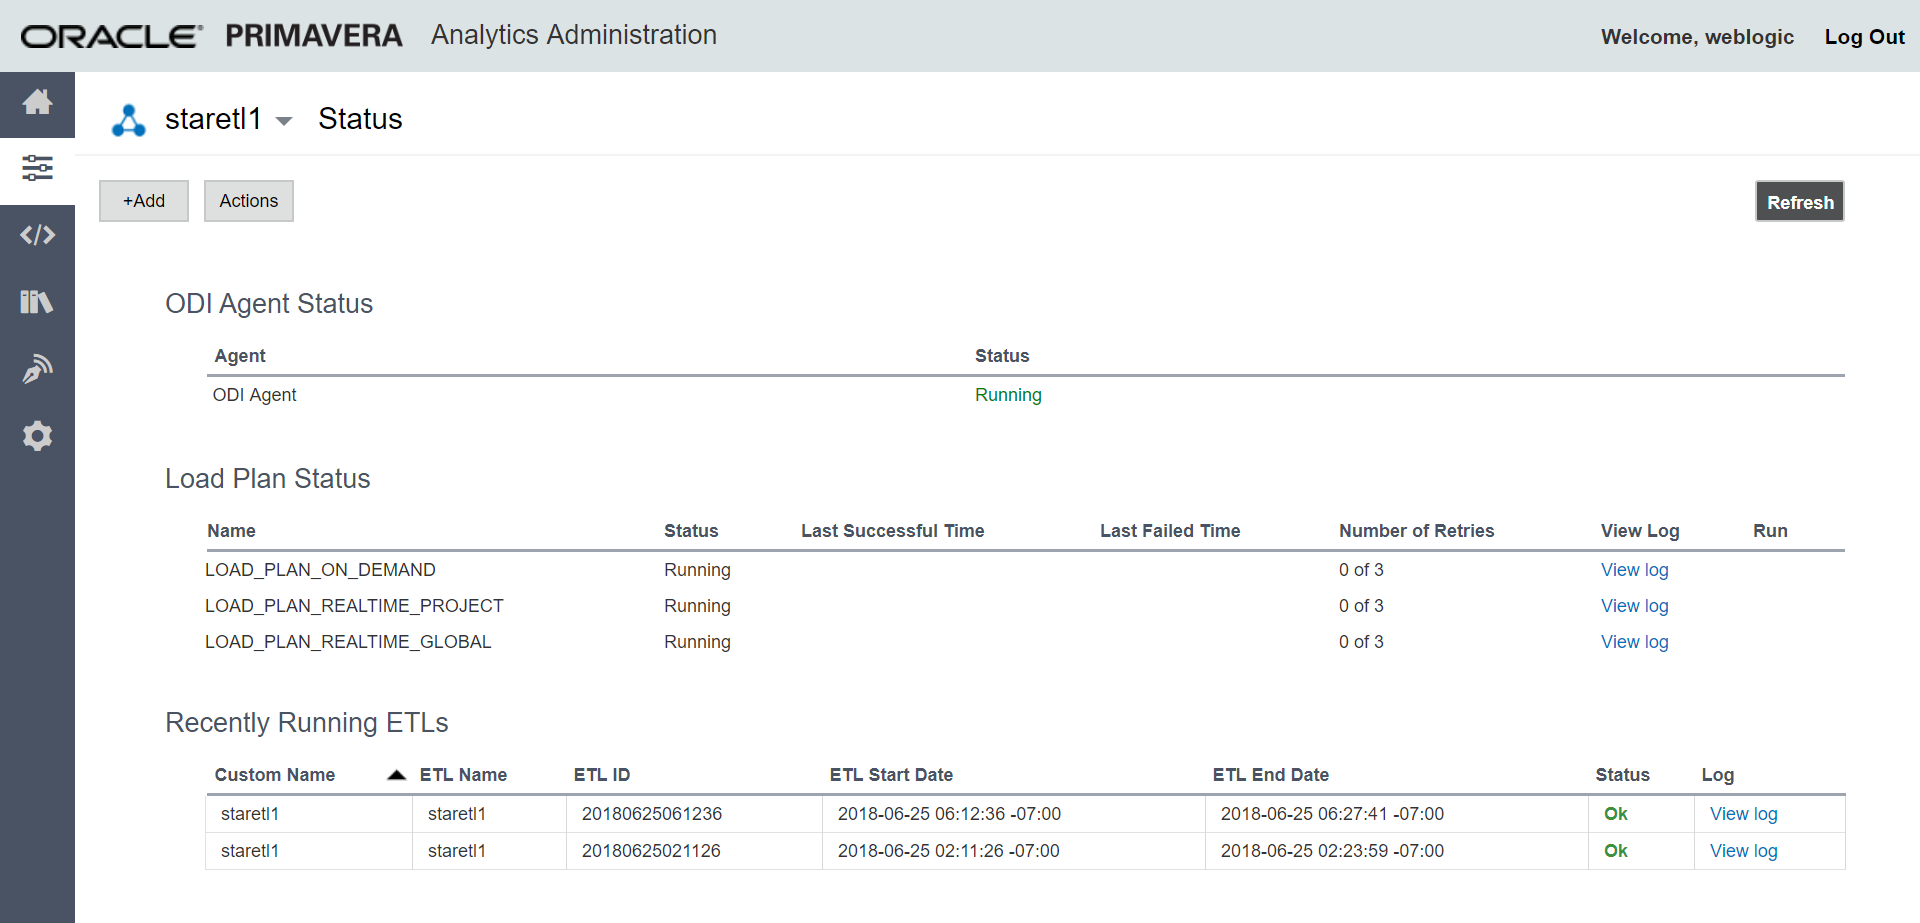 ORACLE® PRIMAVERA Analytics Administration Welcome, weblogic Log Out
staretl1 Status
+Add Actions Refresh
ODI Agent Status
Agent Status
ODI Agent Running
Load Plan Status
Name Status Last Successful Time Last Failed Time Number of Retries View Log Run
LOAD_PLAN_ON_DEMAND Running 0 of 3 View log
LOAD_PLAN_REALTIME_PROJECT Running 0 of 3 View log
LOAD_PLAN_REALTIME_GLOBAL Running 0 of 3 View log
Recently Running ETLs
Custom Name ETL Name ETL ID ETL Start Date ETL End Date Status Log
staretl1 staretl1 20180625061236 2018-06-25 06:12:36 -07:00 2018-06-25 06:27:41 -07:00 Ok View log
staretl1 staretl1 20180625021126 2018-06-25 02:11:26 -07:00 2018-06-25 02:23:59 -07:00 Ok View log